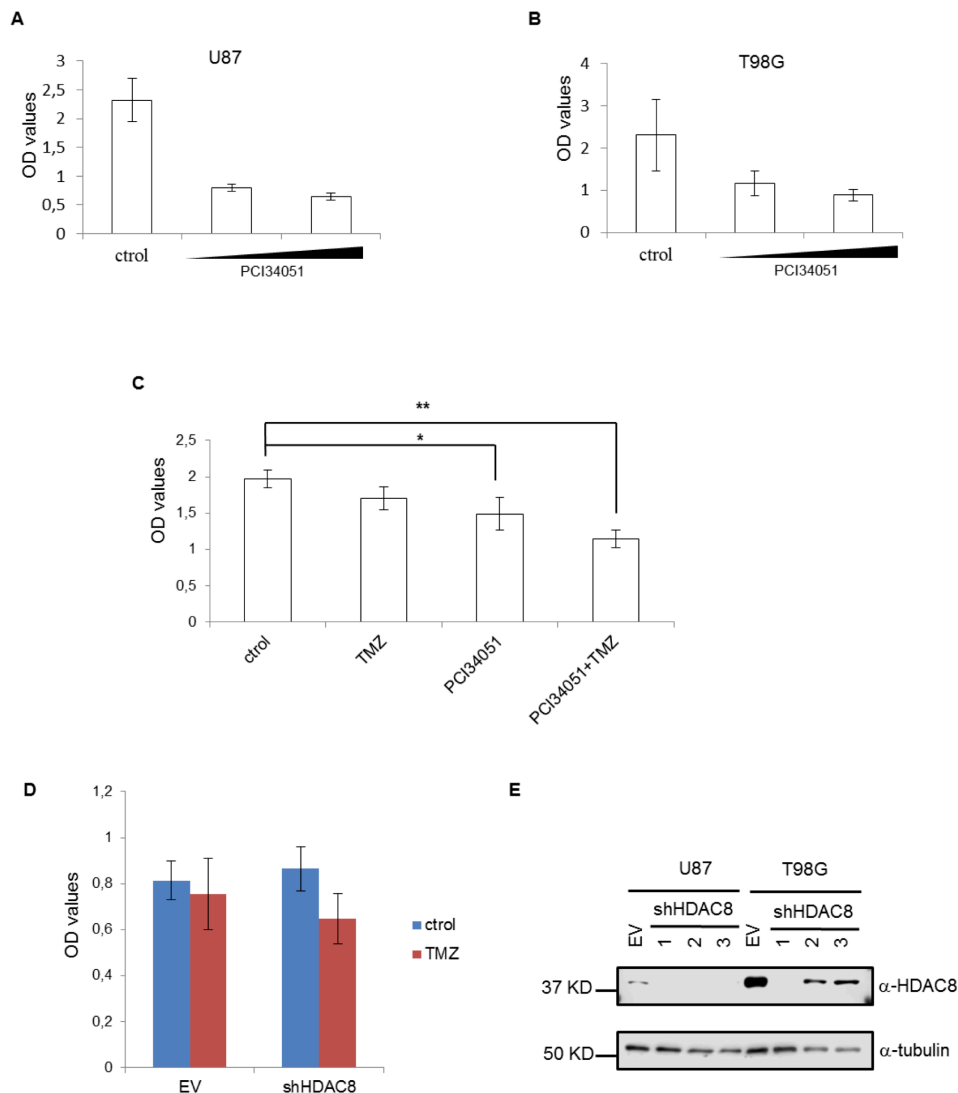 A
U87
OD values
3
2,5
2
1,5
1
0,5
0
ctrol
PCI34051
B
T98G
OD values
4
3
2
1
0
ctrol
PCI34051
C
**
*
OD values
2,5
2
1,5
1
0,5
0
ctrol
TMZ
PCI34051
PCI34051+TMZ
D
OD values
1,2
1
0,8
0,6
0,4
0,2
0
EV
shHDAC8
ctrol
TMZ
E
U87 T98G
shHDAC8 shHDAC8
EV 1 2 3 EV 1 2 3
37 KD α-HDAC8
50 KD α-tubulin